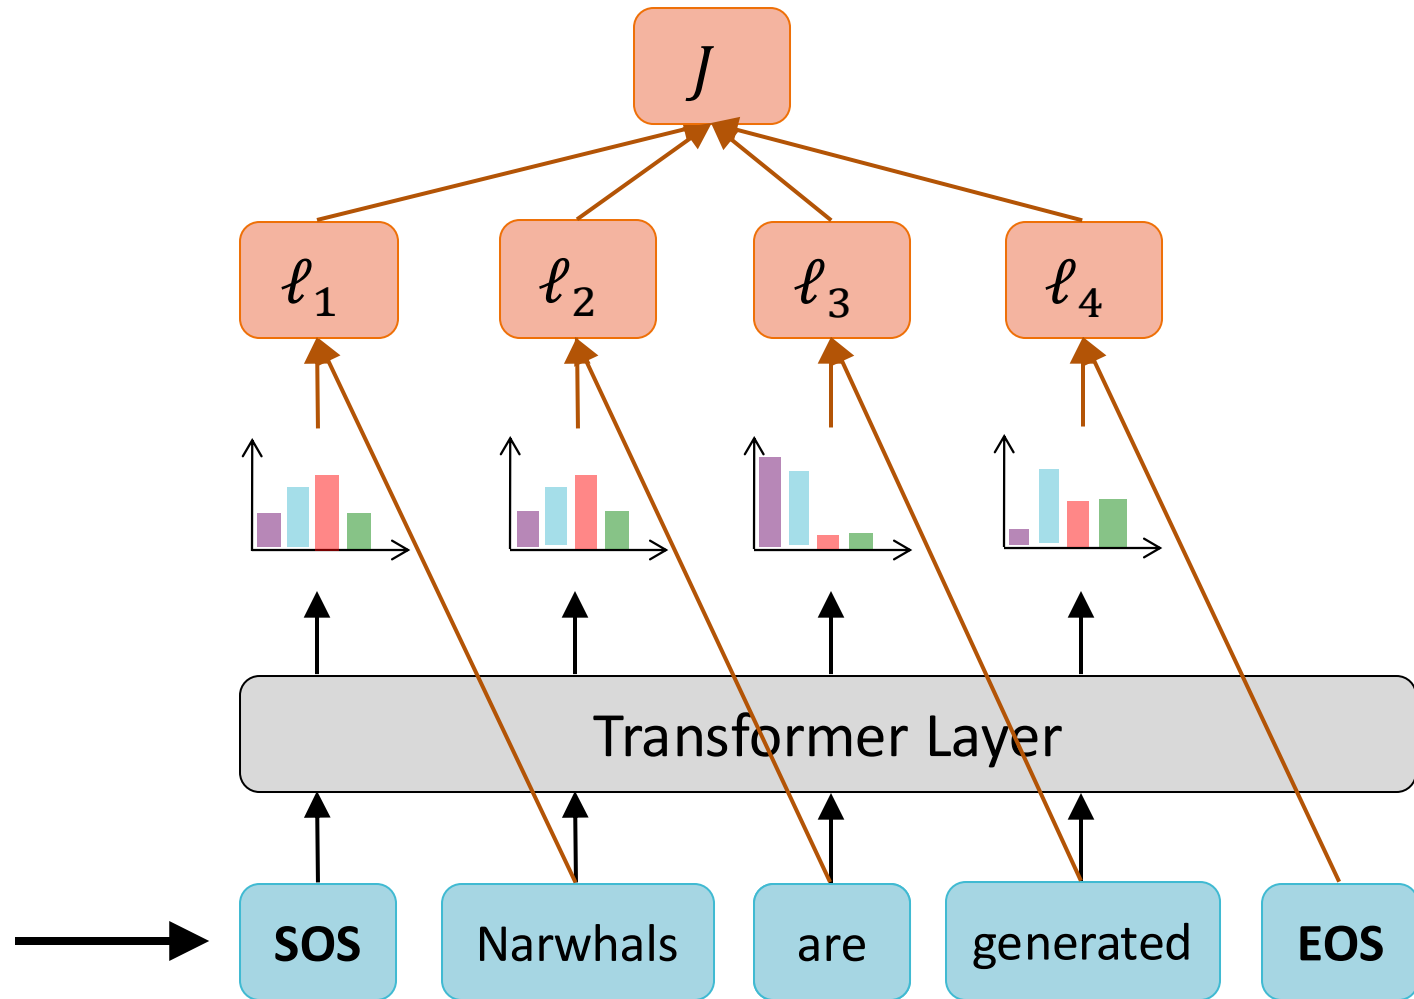 J
ℓ1 ℓ2 ℓ3 ℓ4
Transformer Layer
SOS Narwhals are generated EOS